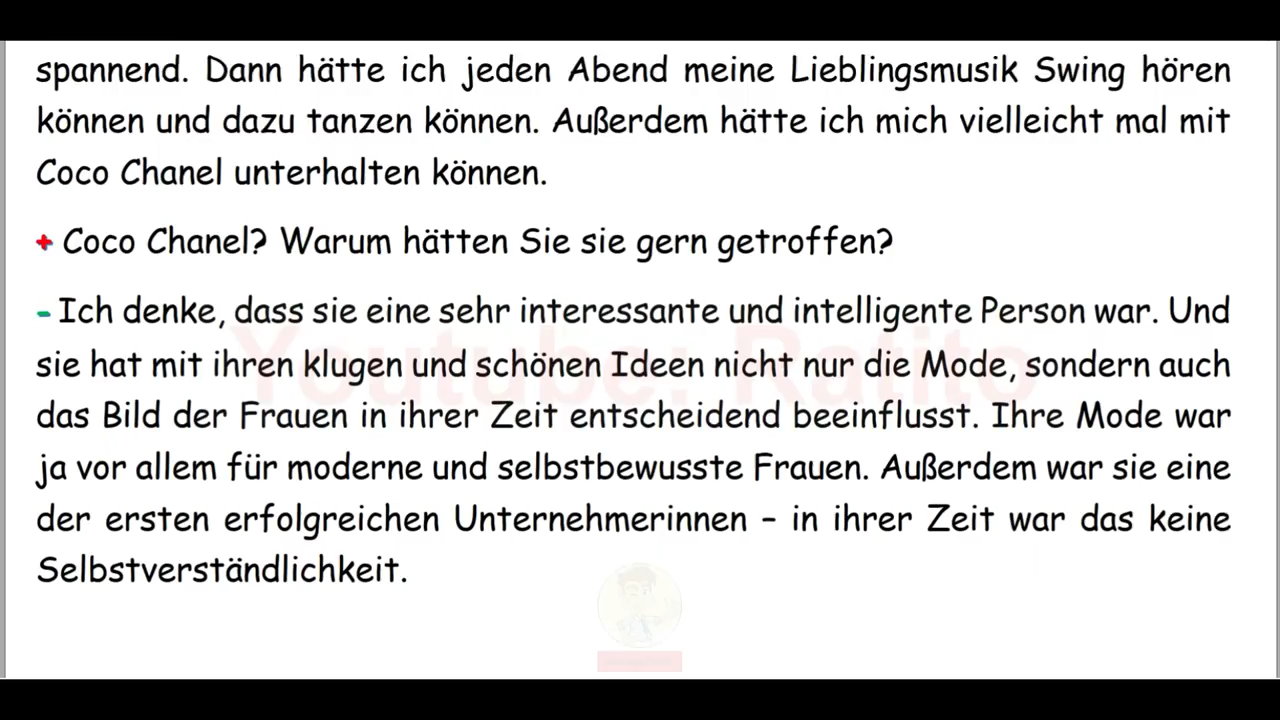 spannend. Dann hätte ich jeden Abend meine Lieblingsmusik Swing hören
können und dazu tanzen können. Außerdem hätte ich mich vielleicht mal mit
Coco Chanel unterhalten können.
+ Coco Chanel? Warum hätten Sie sie gern getroffen?
- Ich denke, dass sie eine sehr interessante und intelligente Person war. Und
sie hat mit ihren klugen und schönen Ideen nicht nur die Mode, sondern auch
das Bild der Frauen in ihrer Zeit entscheidend beeinflusst. Ihre Mode war
ja vor allem für moderne und selbstbewusste Frauen. Außerdem war sie eine
der ersten erfolgreichen Unternehmerinnen – in ihrer Zeit war das keine
Selbstverständlichkeit.
Youtube: